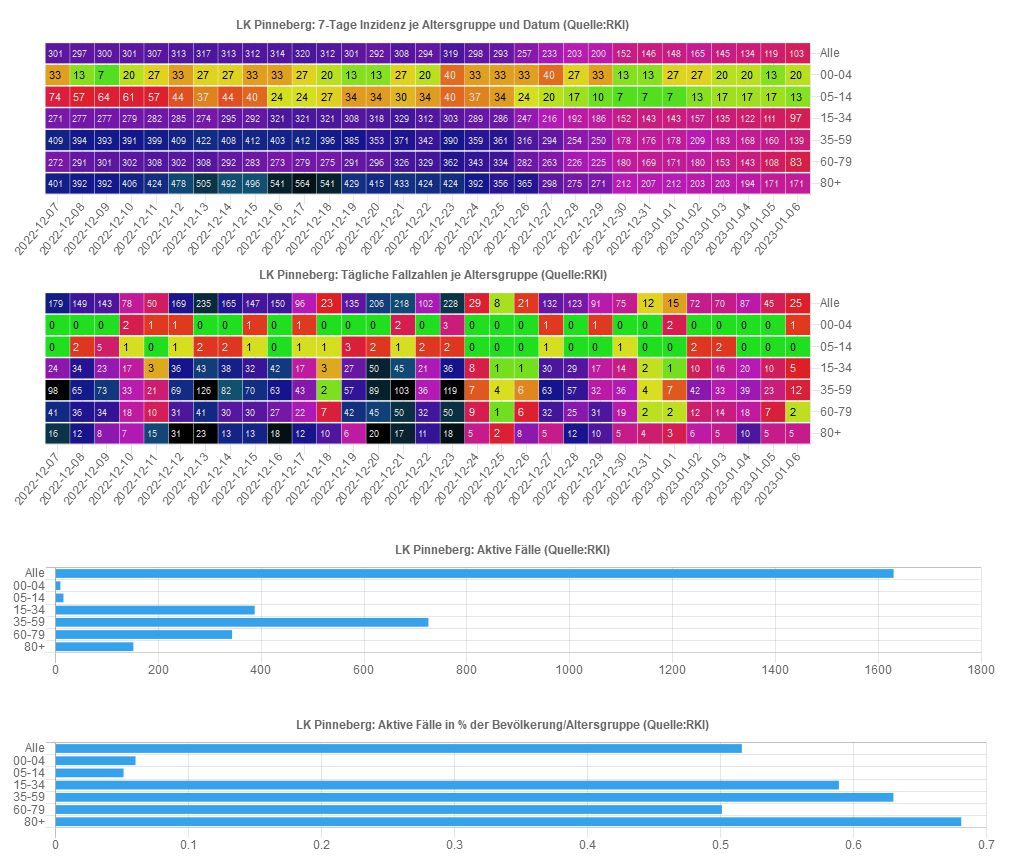 LK Pinneberg: 7-Tage Inzidenz je Altersgruppe und Datum (Quelle:RKI)
301 297 300 301 307 313 317 313 312 314 320 312 301 292 308 294 319 298 293 257 233 203 200 152 146 148 165 145 134 119 103 Alle
33 13 7 20 27 33 27 27 33 33 27 20 13 13 27 20 40 33 33 33 40 27 33 13 13 27 27 20 20 13 20 00-04
74 57 64 61 57 44 37 44 40 24 24 27 34 34 30 34 40 37 34 24 20 17 10 7 7 7 13 17 17 17 13 05-14
271 277 277 279 282 285 274 295 292 321 321 321 308 318 329 312 303 289 286 247 216 192 186 152 143 143 157 135 122 111 97 15-34
409 394 393 391 399 409 422 408 412 403 412 396 385 353 371 342 390 359 361 316 294 254 250 178 176 178 209 183 168 160 139 35-59
272 291 301 302 308 302 308 292 283 273 279 275 291 296 326 329 362 343 334 282 263 226 225 180 169 171 180 153 143 108 83 60-79
401 392 392 406 424 478 505 492 496 541 564 541 429 415 433 424 424 392 356 365 298 275 271 212 207 212 203 203 194 171 171 80+
2022-12-07 2022-12-08 2022-12-09 2022-12-10 2022-12-11 2022-12-12 2022-12-13 2022-12-14 2022-12-15 2022-12-16 2022-12-17 2022-12-18 2022-12-19 2022-12-20 2022-12-21 2022-12-22 2022-12-23 2022-12-24 2022-12-25 2022-12-26 2022-12-27 2022-12-28 2022-12-29 2022-12-30 2022-12-31 2023-01-01 2023-01-02 2023-01-03 2023-01-04 2023-01-05 2023-01-06
LK Pinneberg: Tägliche Fallzahlen je Altersgruppe (Quelle:RKI)
179 149 143 78 50 169 235 165 147 150 96 23 135 206 218 102 228 29 8 21 132 123 91 75 12 15 72 70 87 45 25 Alle
0 0 0 2 1 1 0 0 1 0 1 0 0 0 2 0 3 0 0 0 1 0 1 0 0 2 0 0 0 0 1 00-04
0 2 5 1 0 1 2 2 1 0 1 1 3 2 1 2 2 0 0 0 1 0 0 1 0 0 2 2 0 0 0 05-14
24 34 23 17 3 36 43 38 32 42 17 3 27 50 45 21 36 8 1 1 30 29 17 14 2 1 10 16 20 10 5 15-34
98 65 73 33 21 69 126 82 70 63 43 2 57 89 103 36 119 7 4 6 63 57 32 36 4 7 42 33 39 23 12 35-59
41 36 34 18 10 31 41 30 30 27 22 7 42 45 50 32 50 9 1 6 32 25 31 19 2 2 12 14 18 7 2 60-79
16 12 8 7 15 31 23 13 13 18 12 10 6 20 17 11 18 5 2 8 5 12 10 5 4 3 6 5 10 5 5 80+
2022-12-07 2022-12-08 2022-12-09 2022-12-10 2022-12-11 2022-12-12 2022-12-13 2022-12-14 2022-12-15 2022-12-16 2022-12-17 2022-12-18 2022-12-19 2022-12-20 2022-12-21 2022-12-22 2022-12-23 2022-12-24 2022-12-25 2022-12-26 2022-12-27 2022-12-28 2022-12-29 2022-12-30 2022-12-31 2023-01-01 2023-01-02 2023-01-03 2023-01-04 2023-01-05 2023-01-06
LK Pinneberg: Aktive Fälle (Quelle:RKI)
Alle
00-04
05-14
15-34
35-59
60-79
80+
0 200 400 600 800 1000 1200 1400 1600 1800
LK Pinneberg: Aktive Fälle in % der Bevölkerung/Altersgruppe (Quelle:RKI)
Alle
00-04
05-14
15-34
35-59
60-79
80+
0 0.1 0.2 0.3 0.4 0.5 0.6 0.7